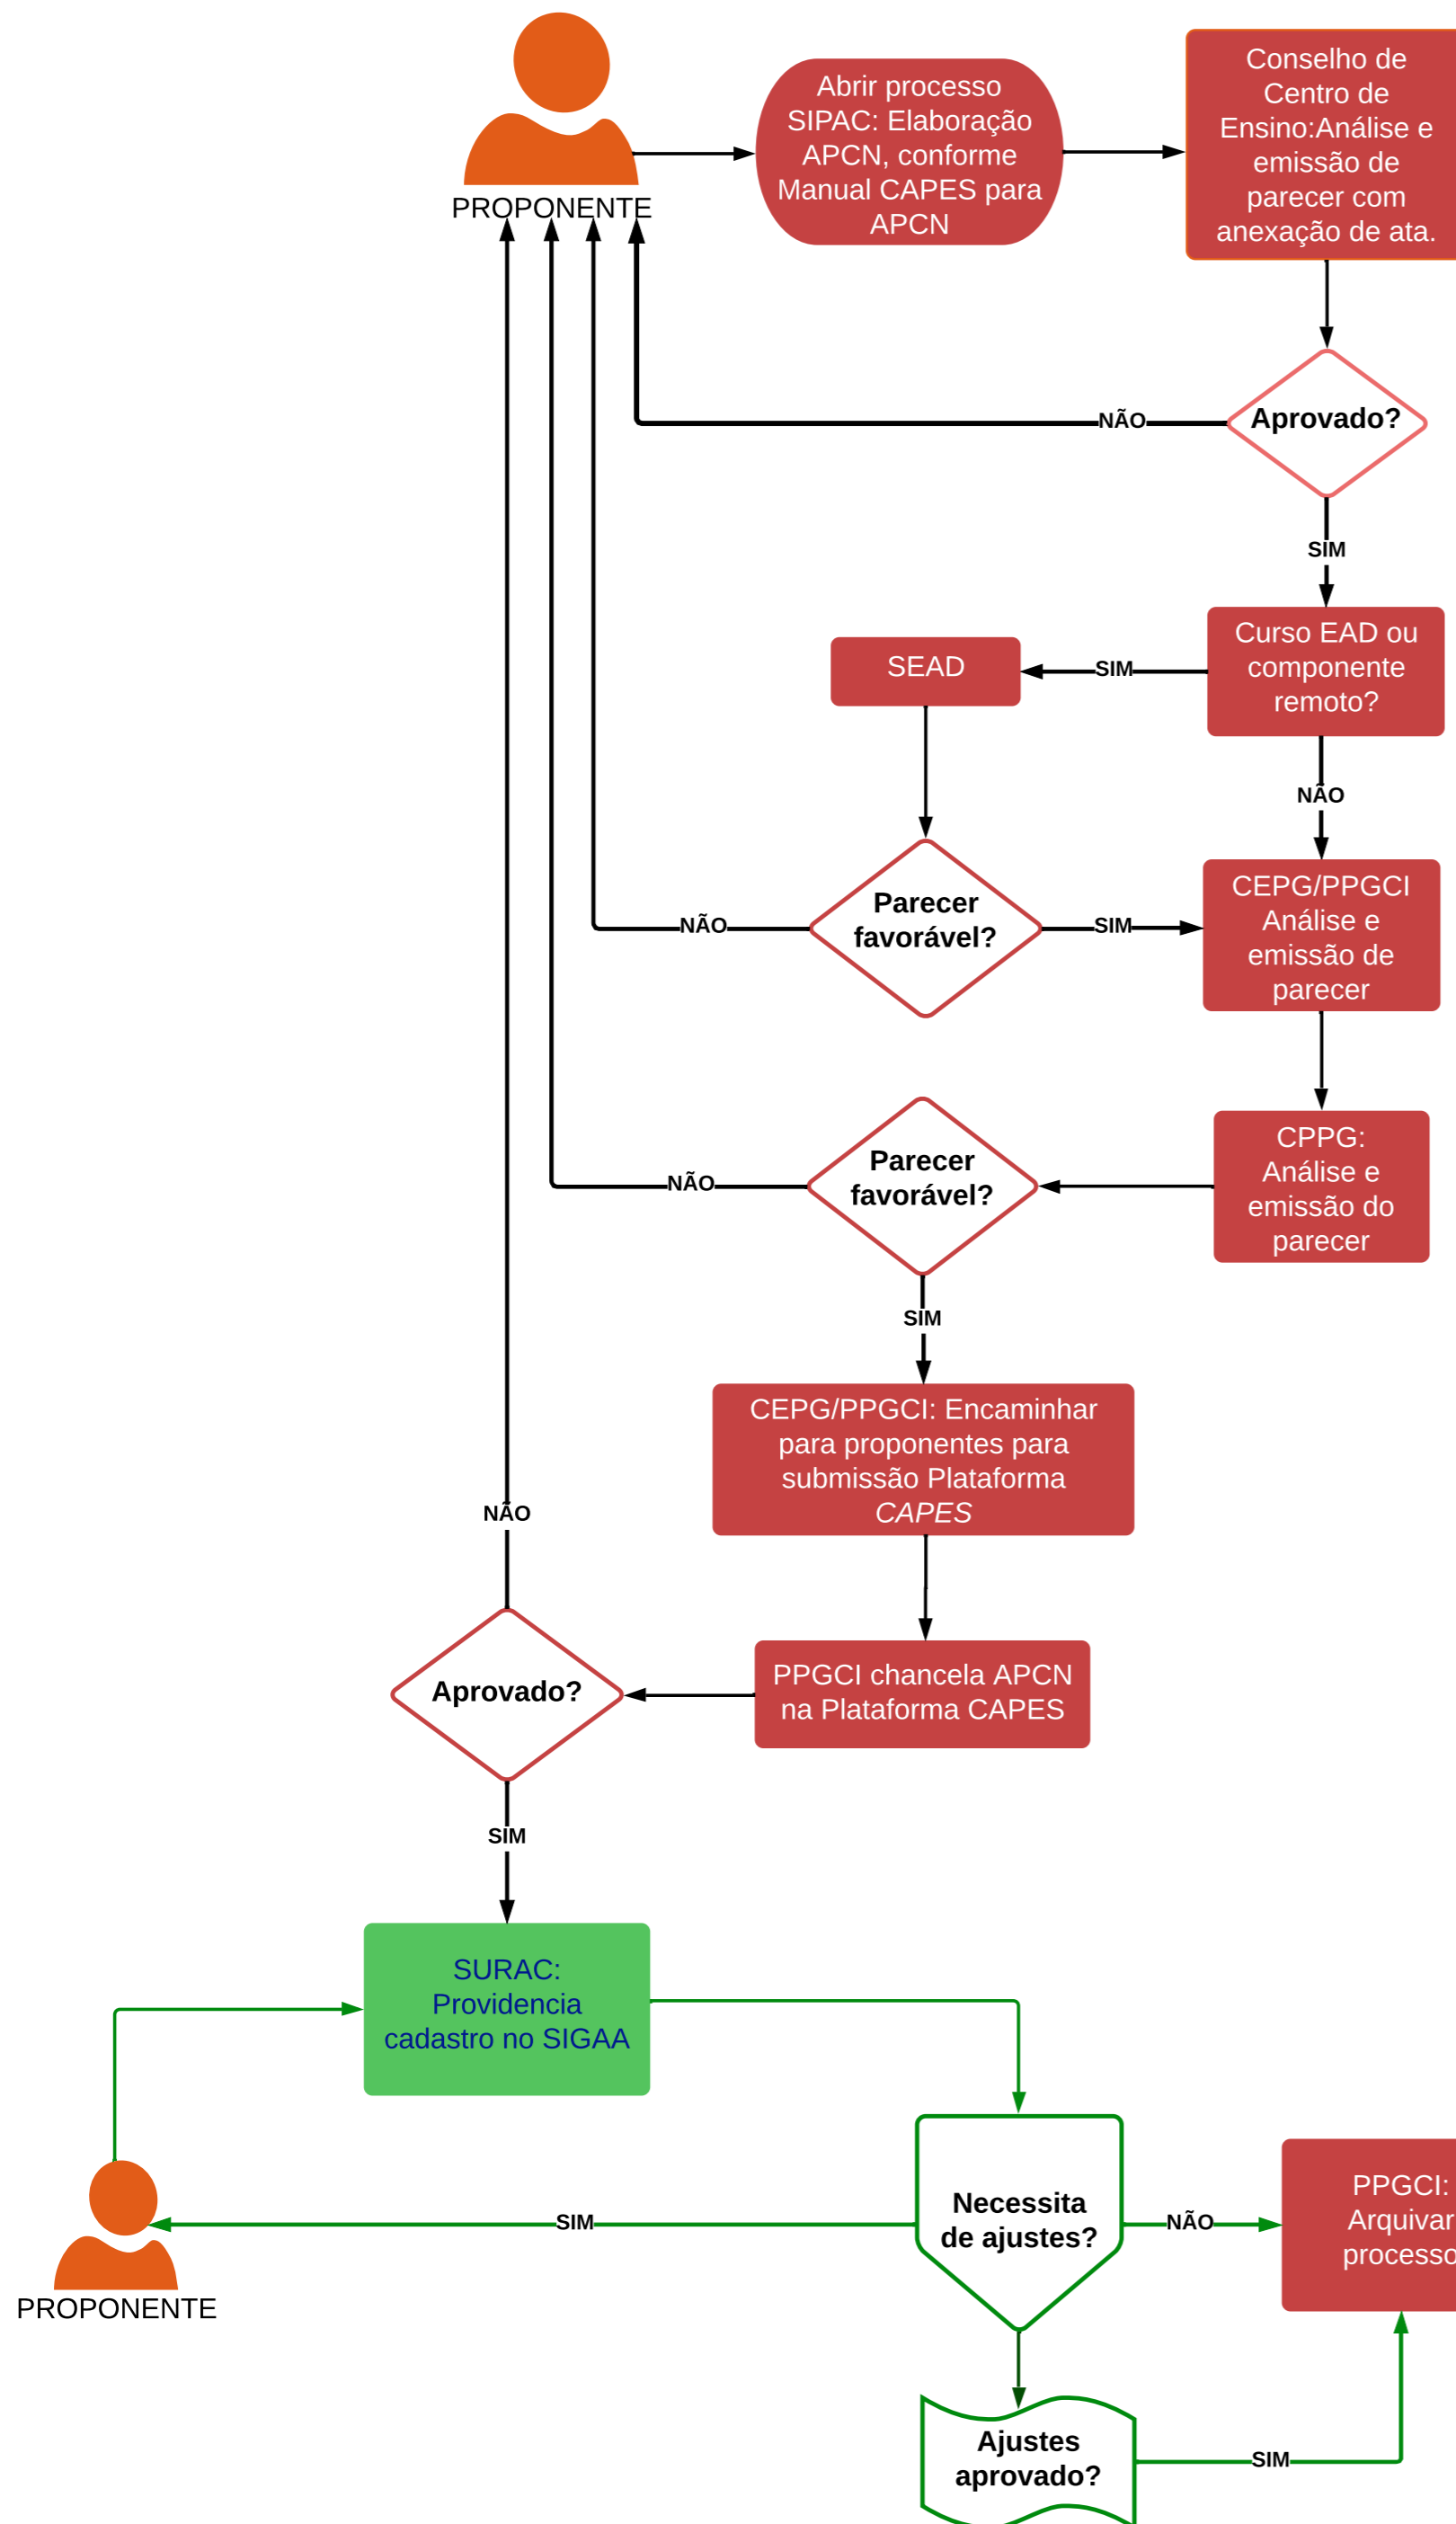 PROPONENTE
Abrir processo
SIPAC: Elaboração
APCN, conforme
Manual CAPES para
APCN
Conselho de
Centro de
Ensino:Análise e
emissão de
parecer com
anexação de ata.
Aprovado?
NÃO
SIM
Curso EAD ou
componente
remoto?
SIM
SEAD
NÃO
Parecer
favorável?
NÃO
SIM
CEPG/PPGCI
Análise e
emissão de
parecer
CPPG:
Análise e
emissão do
parecer
Parecer
favorável?
NÃO
SIM
CEPG/PPGCI: Encaminhar
para proponentes para
submissão Plataforma
CAPES
PPGCI chancela APCN
na Plataforma CAPES
Aprovado?
NÃO
SIM
SURAC:
Providencia
cadastro no SIGAA
Necessita
de ajustes?
SIM
NÃO
PROPONENTE
PPGCI:
Arquivar
processo
Ajustes
aprovado?
SIM